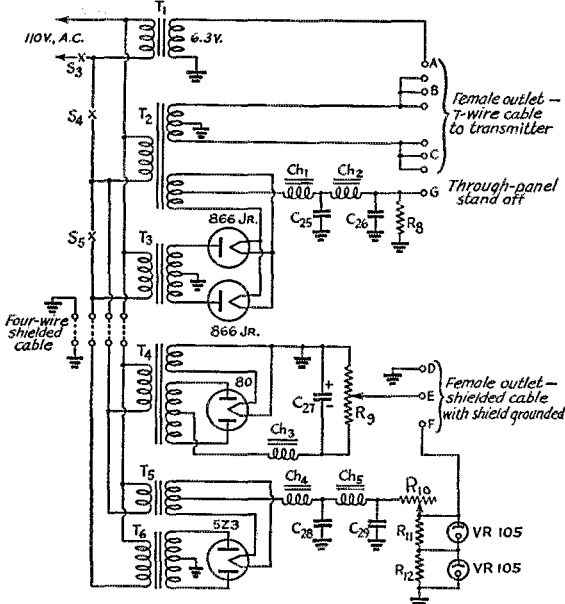 T1
110V., A.C.
6.3V.
S3
A
S4
B
T2
Female outlet –
7-wire cable
to transmitter
C
Ch1
Ch2
G
Through-panel
stand off
C25
C26
R8
866 JR.
S5
T3
866 JR.
Four-wire
shielded
cable
T4
80
D
C27
+
–
R9
E
Female outlet –
shielded cable
with shield grounded
F
Ch3
T5
Ch4
Ch5
R10
5Z3
C28
C29
R11
VR 105
T6
R12
VR 105